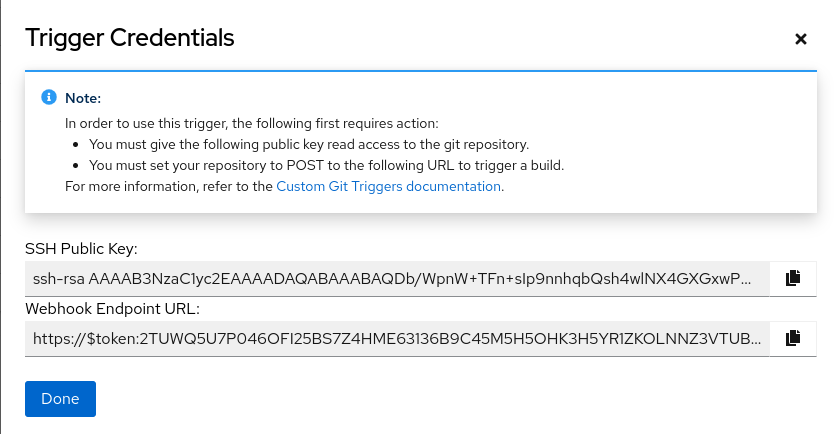 Trigger Credentials
Note:
In order to use this trigger, the following first requires action:
• You must give the following public key read access to the git repository.
• You must set your repository to POST to the following URL to trigger a build.
For more information, refer to the Custom Git Triggers documentation.
SSH Public Key:
ssh-rsa AAAAB3NzaC1yc2EAAAADAQABAAABAQDb/WpnW+TFn+sIp9nnhqbQsh4wlNX4GXGxwP...
Webhook Endpoint URL:
https://$token:2TUWQ5U7P046OFI25BS7Z4HME63136B9C45M5H5OHK3H5YR1ZKOLNNZ3VTUB...
Done